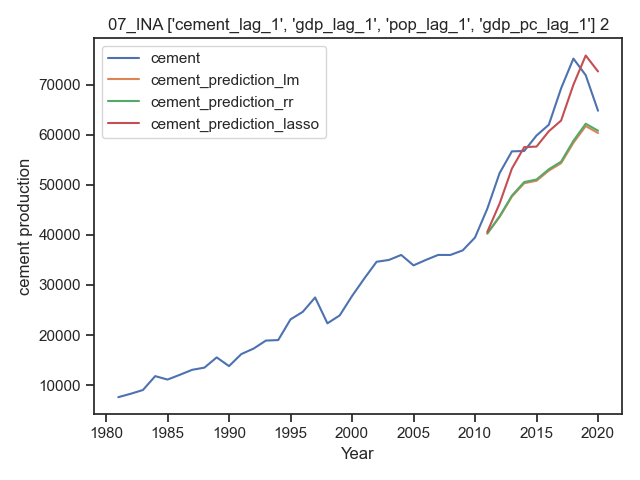 07_INA ['cement_lag_1', 'gdp_lag_1', 'pop_lag_1', 'gdp_pc_lag_1'] 2
cement
cement_prediction_lm
cement_prediction_rr
cement_prediction_lasso
cement production
70000
60000
50000
40000
30000
20000
10000
1980 1985 1990 1995 2000 2005 2010 2015 2020
Year